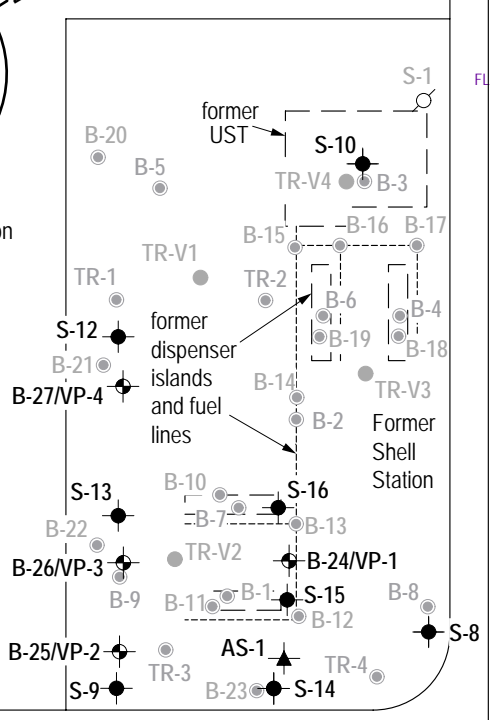 S-1
FL
former
UST
B-20
S-10
B-5
TR-V4
B-3
on
B-15
B-16
B-17
TR-V1
TR-1
TR-2
B-6
B-4
S-12
former
dispenser
islands
and fuel
lines
B-19
B-18
B-21
B-27/VP-4
B-14
TR-V3
B-2
Former
Shell
Station
B-10
S-16
S-13
B-7
B-13
B-22
TR-V2
B-24/VP-1
B-26/VP-3
B-9
B-1
S-15
B-11
B-8
B-12
S-8
B-25/VP-2
AS-1
TR-3
TR-4
S-9
B-23
S-14